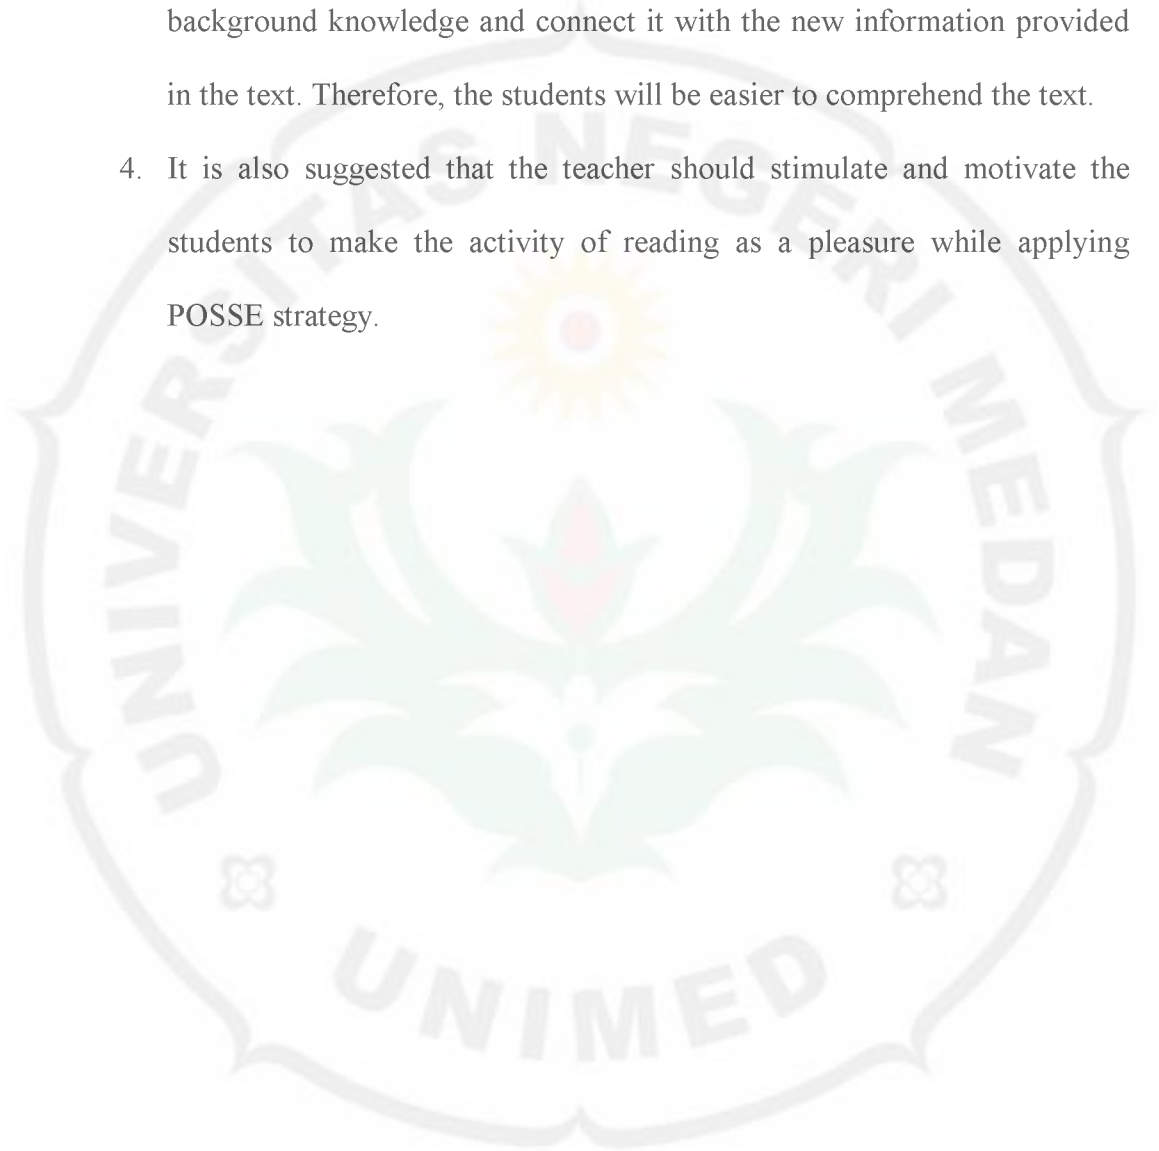 background knowledge and connect it with the new information provided
in the text. Therefore, the students will be easier to comprehend the text.
4. It is also suggested that the teacher should stimulate and motivate the
students to make the activity of reading as a pleasure while applying
POSSE strategy.
UNIVERSITAS NEGERI MEDAN
UNIMED